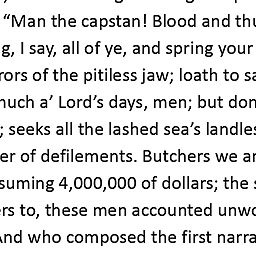 “Man the capstan! Blood and thu
g, I say, all of ye, and spring your
rors of the pitiless jaw; loath to sa
much a’ Lord’s days, men; but don
; seeks all the lashed sea’s landles
er of defilements. Butchers we ar
suming 4,000,000 of dollars; the s
ers to, these men accounted unwo
And who composed the first narra